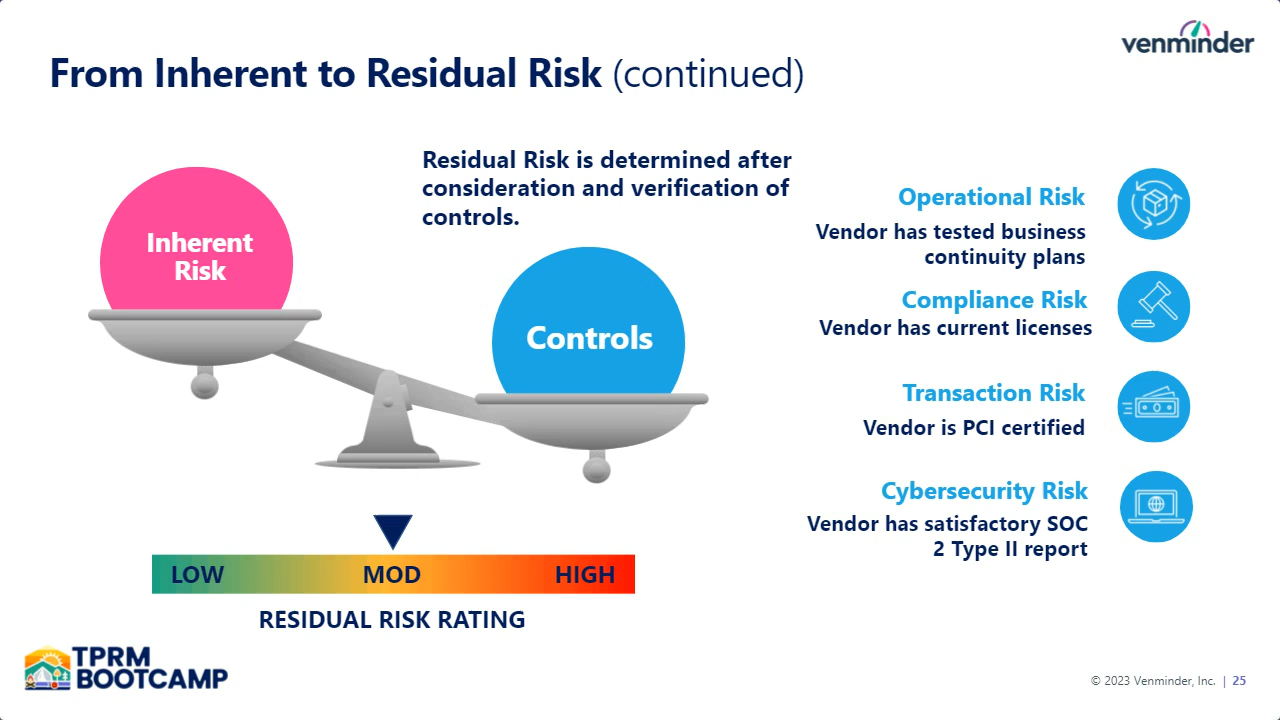 venminder
From Inherent to Residual Risk (continued)
Residual Risk is determined after
consideration and verification of
controls.
Inherent
Risk
Controls
Operational Risk
Vendor has tested business
continuity plans
Compliance Risk
Vendor has current licenses
Transaction Risk
Vendor is PCI certified
Cybersecurity Risk
Vendor has satisfactory SOC
2 Type II report
LOW MOD HIGH
RESIDUAL RISK RATING
TPRM
BOOTCAMP
© 2023 Venminder, Inc. | 25